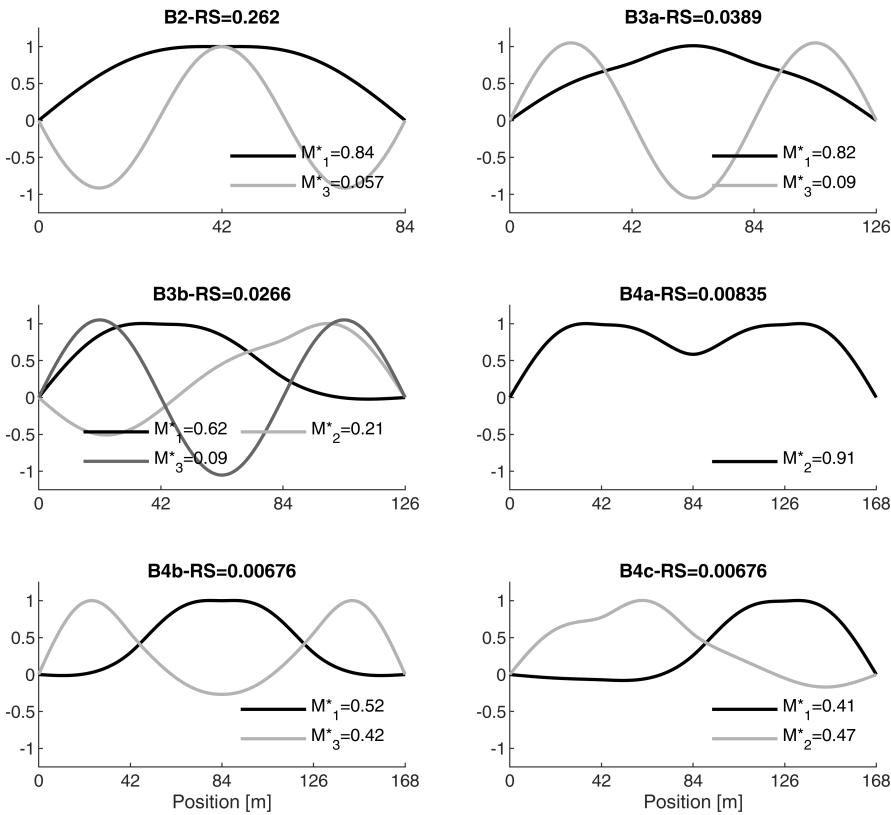 B2-RS=0.262
1
0.5
0
-0.5
-1
M*1=0.84
M*3=0.057
0 42 84
B3a-RS=0.0389
1
0.5
0
-0.5
-1
M*1=0.82
M*3=0.09
0 42 84 126
B3b-RS=0.0266
1
0.5
0
-0.5
-1
M*1=0.62 M*2=0.21
M*3=0.09
0 42 84 126
B4a-RS=0.00835
1
0.5
0
-0.5
-1
M*2=0.91
0 42 84 126 168
B4b-RS=0.00676
1
0.5
0
-0.5
-1
M*1=0.52
M*3=0.42
0 42 84 126 168
Position [m]
B4c-RS=0.00676
1
0.5
0
-0.5
-1
M*1=0.41
M*2=0.47
0 42 84 126 168
Position [m]